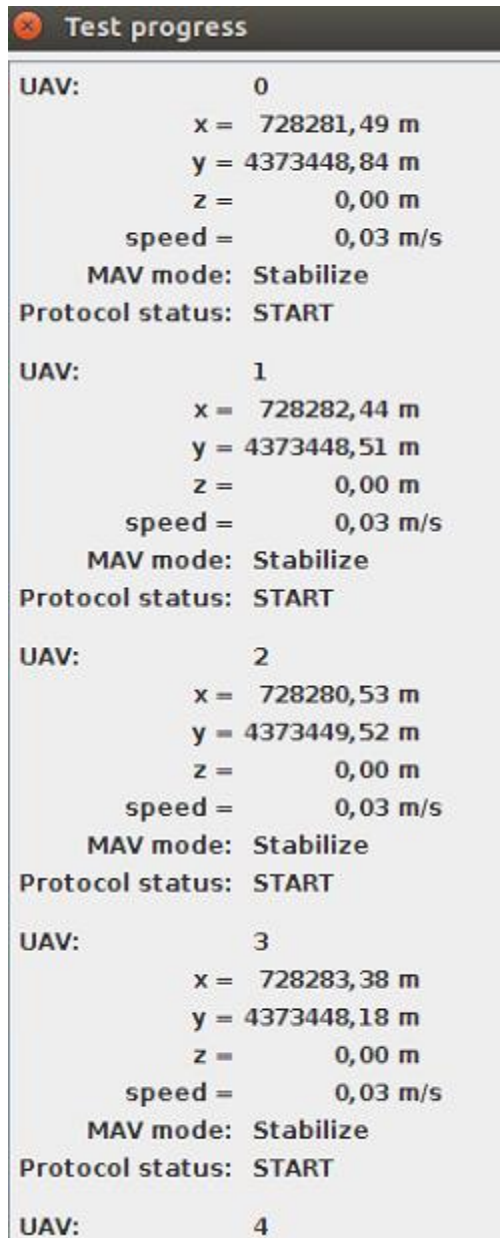 Test progress
UAV: 0
x = 728281,49 m
y = 4373448,84 m
z = 0,00 m
speed = 0,03 m/s
MAV mode: Stabilize
Protocol status: START
UAV: 1
x = 728282,44 m
y = 4373448,51 m
z = 0,00 m
speed = 0,03 m/s
MAV mode: Stabilize
Protocol status: START
UAV: 2
x = 728280,53 m
y = 4373449,52 m
z = 0,00 m
speed = 0,03 m/s
MAV mode: Stabilize
Protocol status: START
UAV: 3
x = 728283,38 m
y = 4373448,18 m
z = 0,00 m
speed = 0,03 m/s
MAV mode: Stabilize
Protocol status: START
UAV: 4